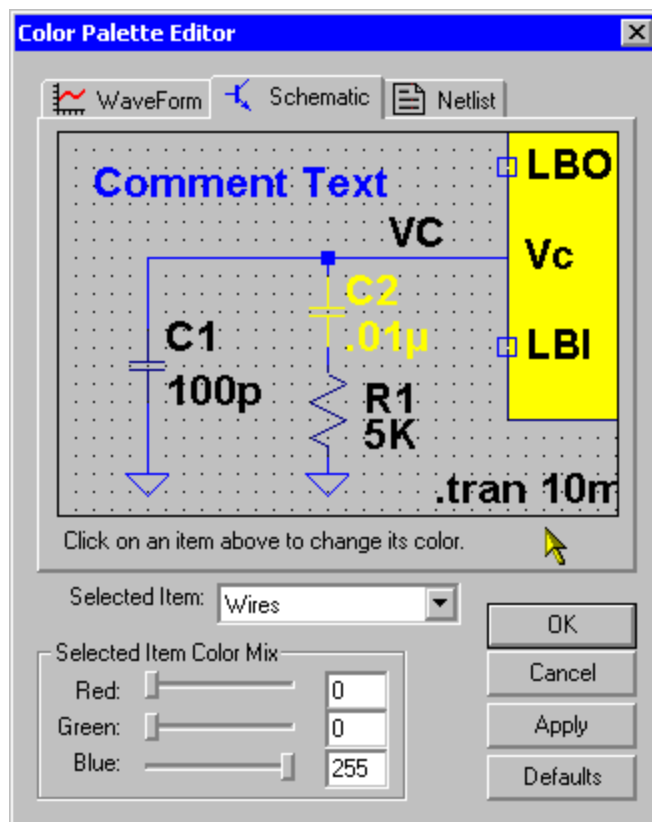 Color Palette Editor
WaveForm Schematic Netlist
LBO
Comment Text
VC
Vc
C2
.01µ
C1
LBI
100p
R1
5K
.tran 10m
Click on an item above to change its color.
Selected Item: Wires
OK
Selected Item Color Mix
Cancel
Red: 0
Green: 0
Apply
Blue: 255
Defaults